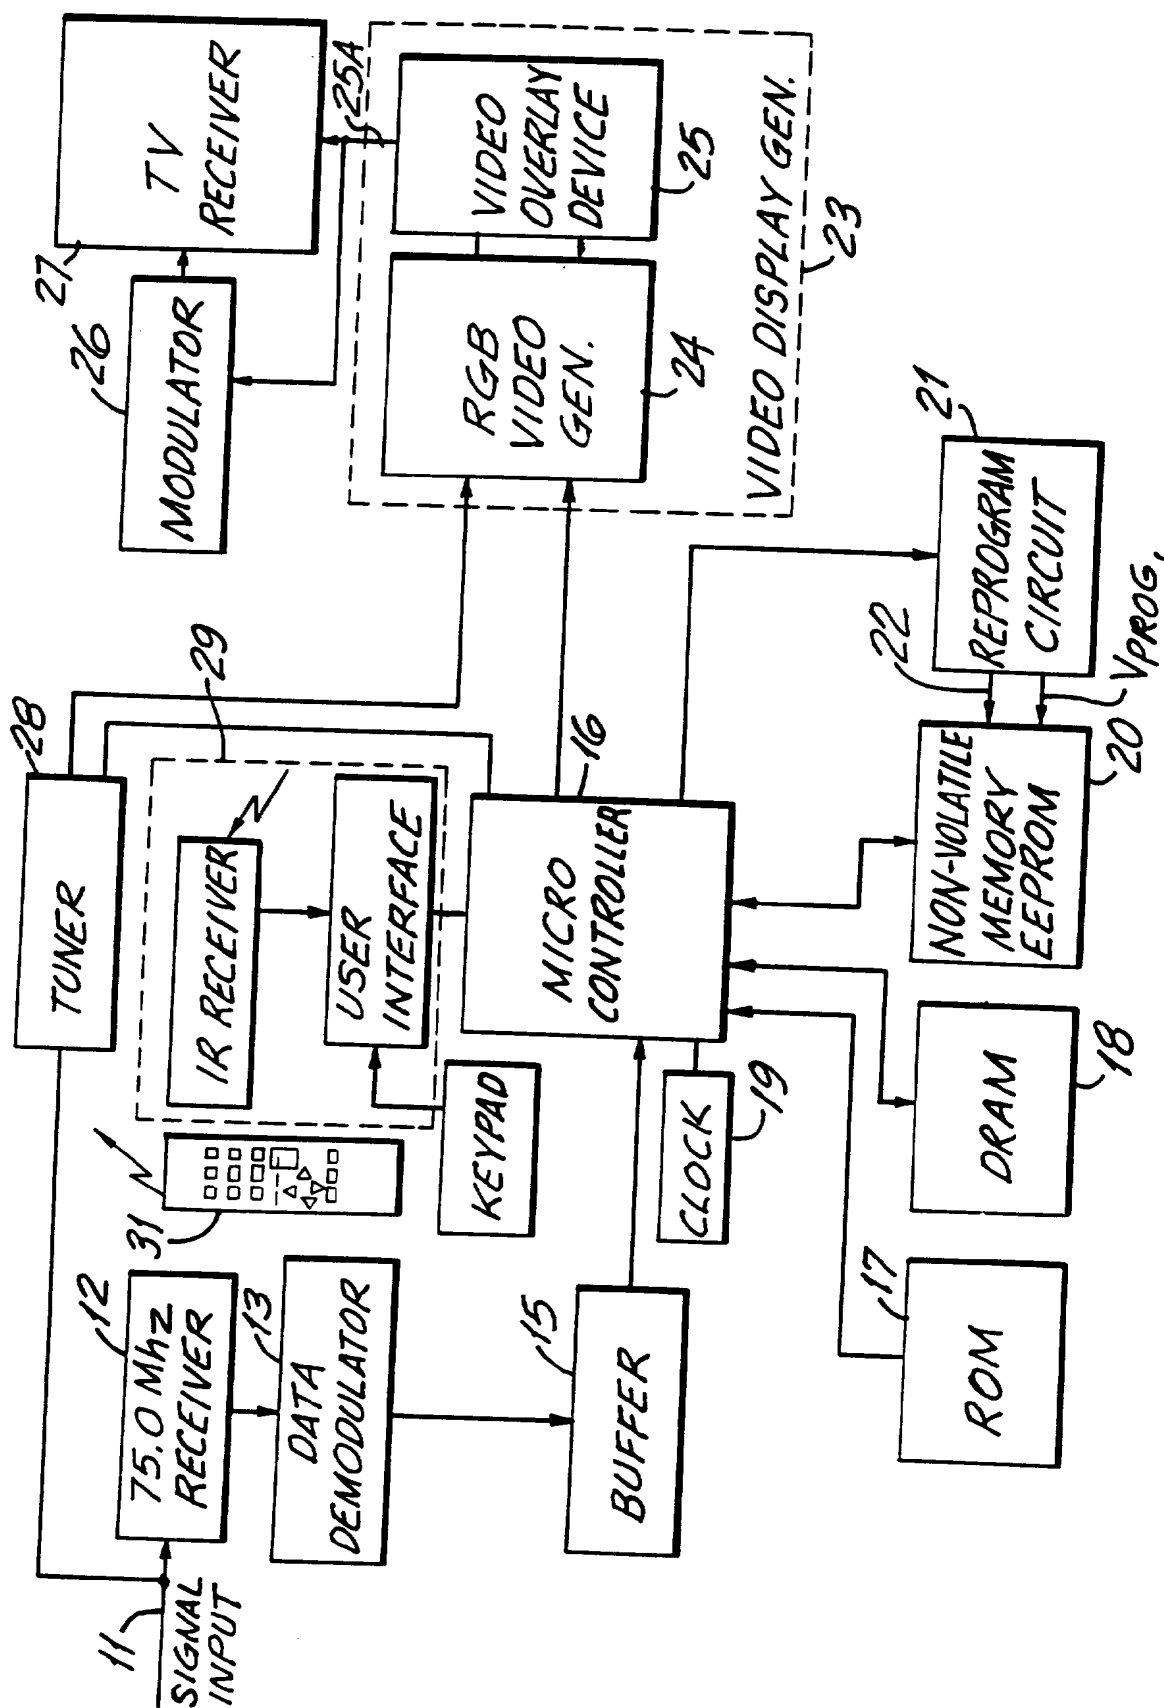 11
SIGNAL
INPUT
12
75.0 Mhz
RECEIVER
13
DATA
DEMODULATOR
15
BUFFER
17
ROM
31
KEYPAD
CLOCK
19
DRAM
18
28
TUNER
29
IR RECEIVER
USER
INTERFACE
16
MICRO
CONTROLLER
NON-VOLATILE
MEMORY
EEPROM
20
22
VPROG.
REPROGRAM
CIRCUIT
21
26
MODULATOR
27
TV
RECEIVER
25A
RGB
VIDEO
GEN.
24
VIDEO
OVERLAY
DEVICE
25
VIDEO DISPLAY GEN.
23